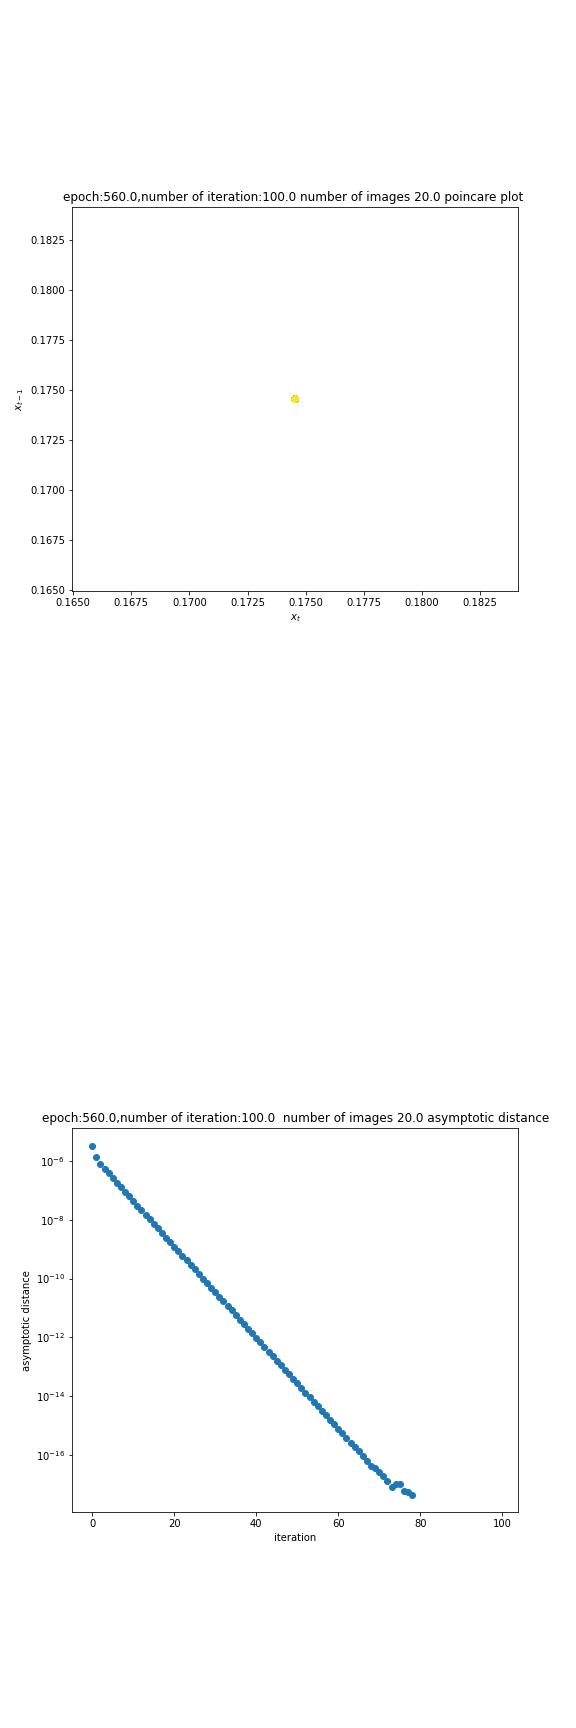 epoch:560.0,number of iteration:100.0 number of images 20.0 poincare plot
0.1825
0.1800
0.1775
0.1750
0.1725
0.1700
0.1675
0.1650
x_{t-1}
0.1650 0.1675 0.1700 0.1725 0.1750 0.1775 0.1800 0.1825
x_t
epoch:560.0,number of iteration:100.0  number of images 20.0 asymptotic distance
10^{-6}
10^{-8}
10^{-10}
10^{-12}
10^{-14}
10^{-16}
asymptotic distance
0 20 40 60 80 100
iteration